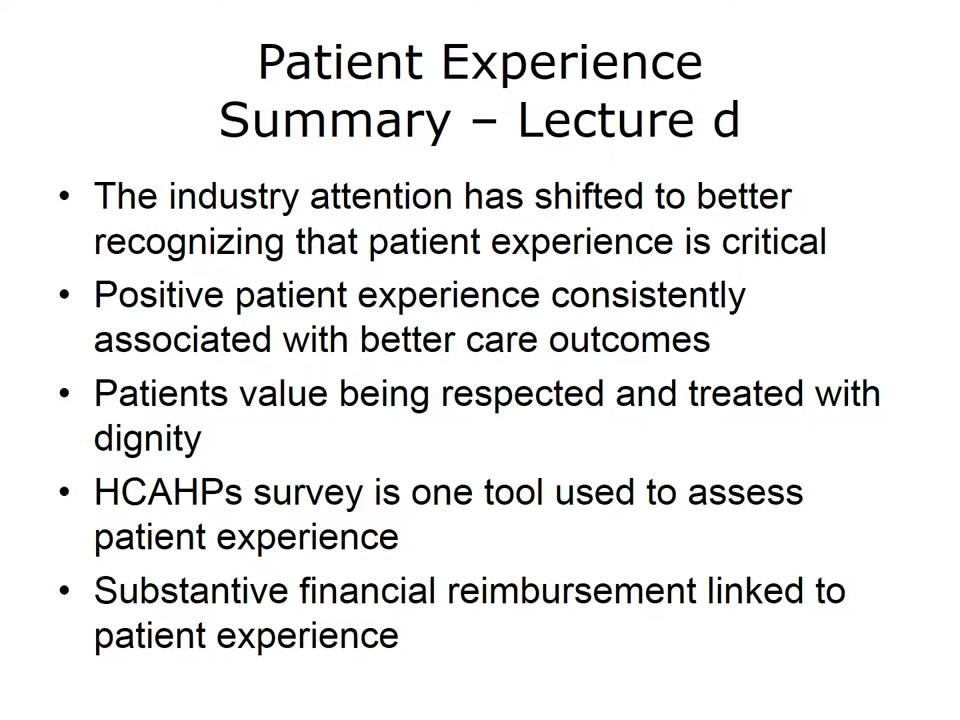 Patient Experience
Summary – Lecture d
• The industry attention has shifted to better
recognizing that patient experience is critical
• Positive patient experience consistently
associated with better care outcomes
• Patients value being respected and treated with
dignity
• HCAHPs survey is one tool used to assess
patient experience
• Substantive financial reimbursement linked to
patient experience